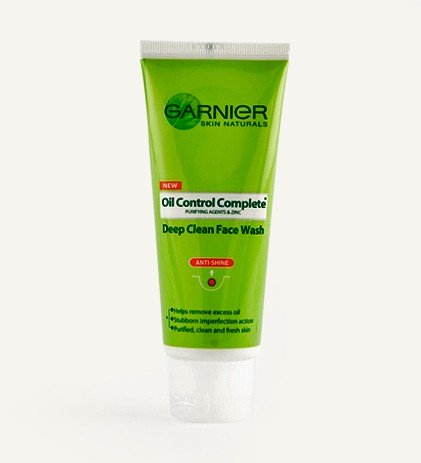 GARNIER
SKIN NATURALS
NEW
Oil Control Complete*
PURIFYING AGENTS & ZINC
Deep Clean Face Wash
ANTI-SHINE
Helps remove excess oil
Stubborn imperfection action
Purified, clean and fresh skin